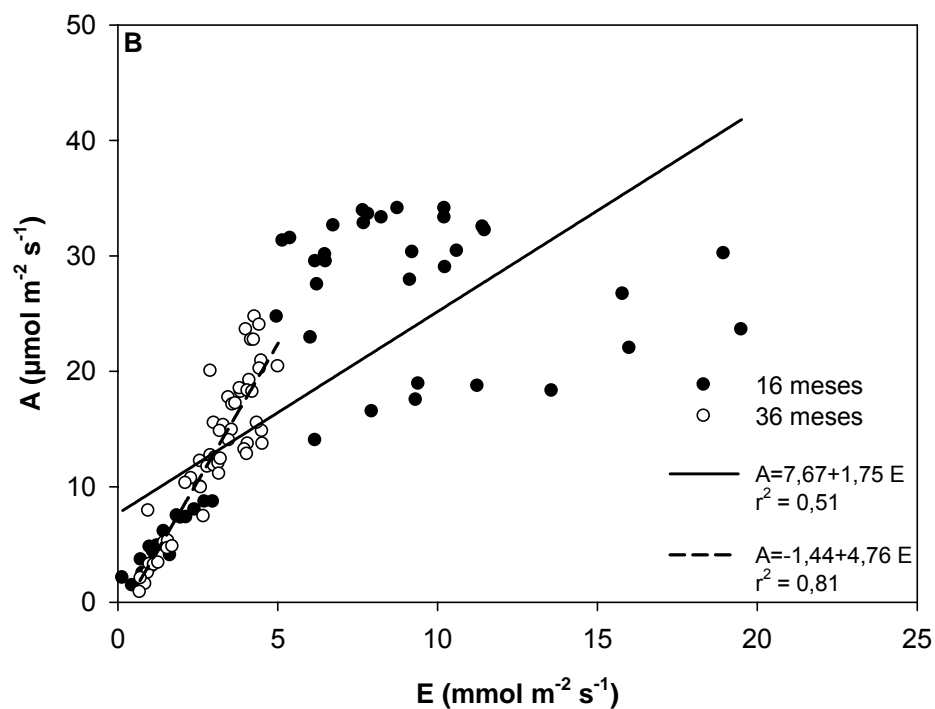 B
50
40
30
20
10
0
A (µmol m⁻² s⁻¹)
16 meses
36 meses
A=7,67+1,75 E
r² = 0,51
A=-1,44+4,76 E
r² = 0,81
0 5 10 15 20 25
E (mmol m⁻² s⁻¹)